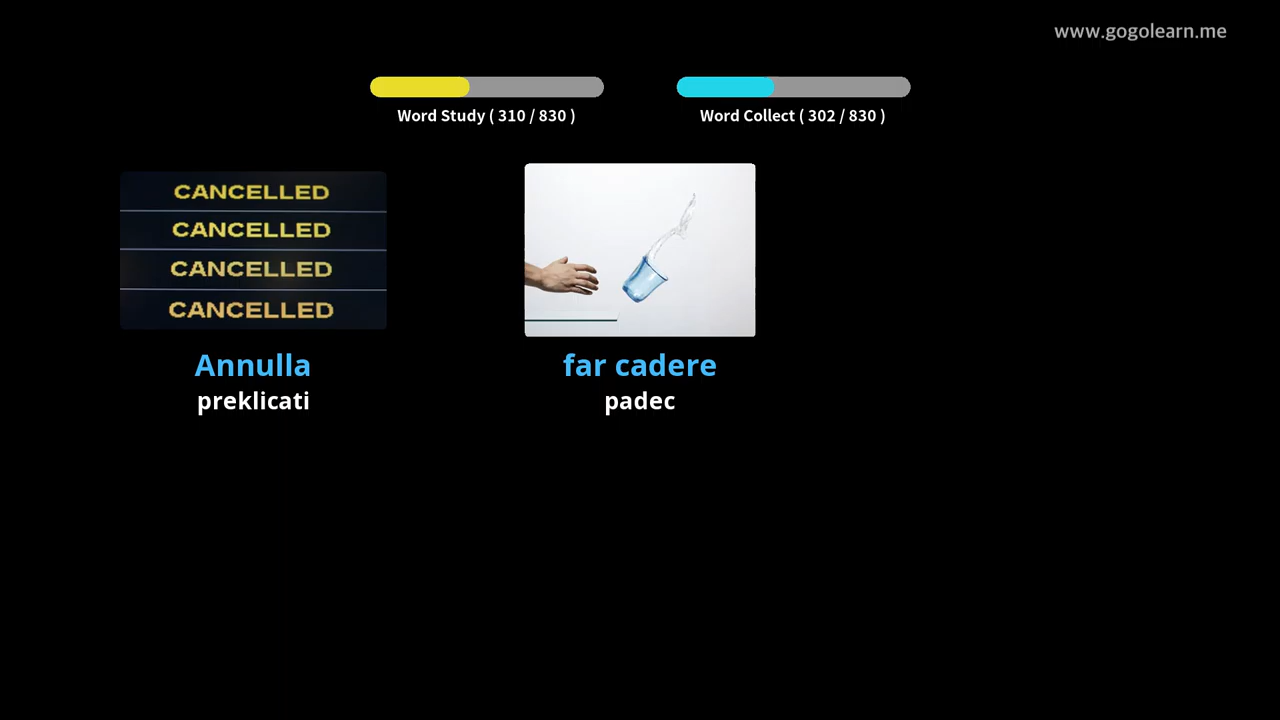 www.gogolearn.me
Word Study ( 310 / 830 )
Word Collect ( 302 / 830 )
CANCELLED
CANCELLED
CANCELLED
CANCELLED
Annulla
preklicati
far cadere
padec